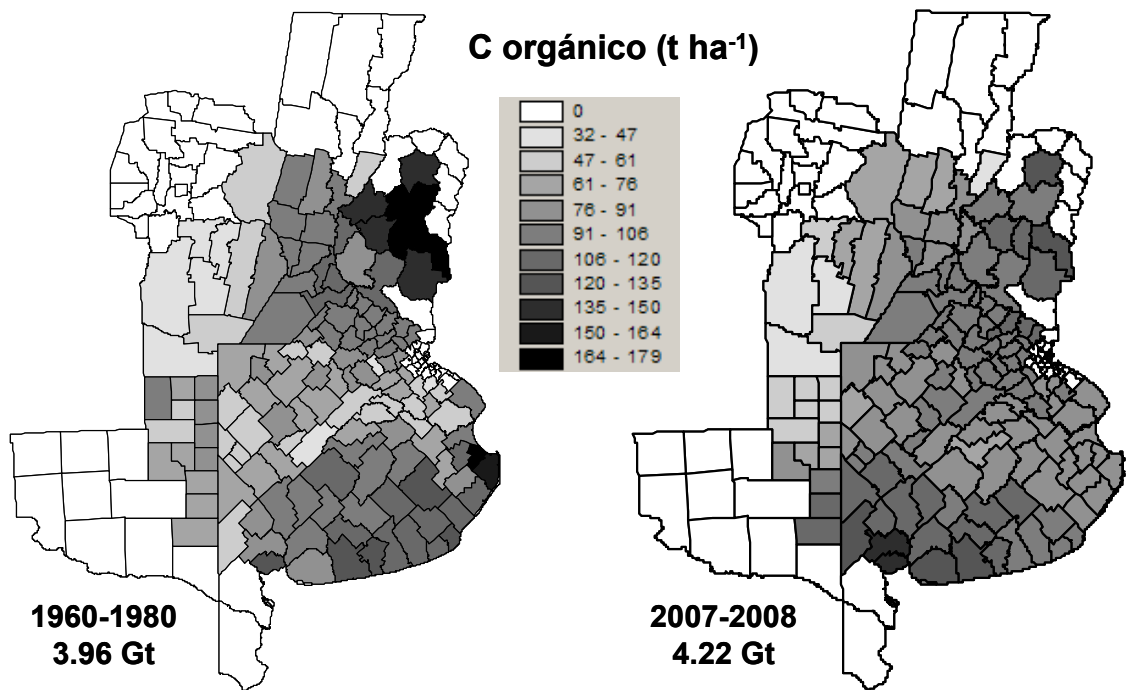 C orgánico (t ha-1)
0
32 - 47
47 - 61
61 - 76
76 - 91
91 - 106
106 - 120
120 - 135
135 - 150
150 - 164
164 - 179
1960-1980
3.96 Gt
2007-2008
4.22 Gt